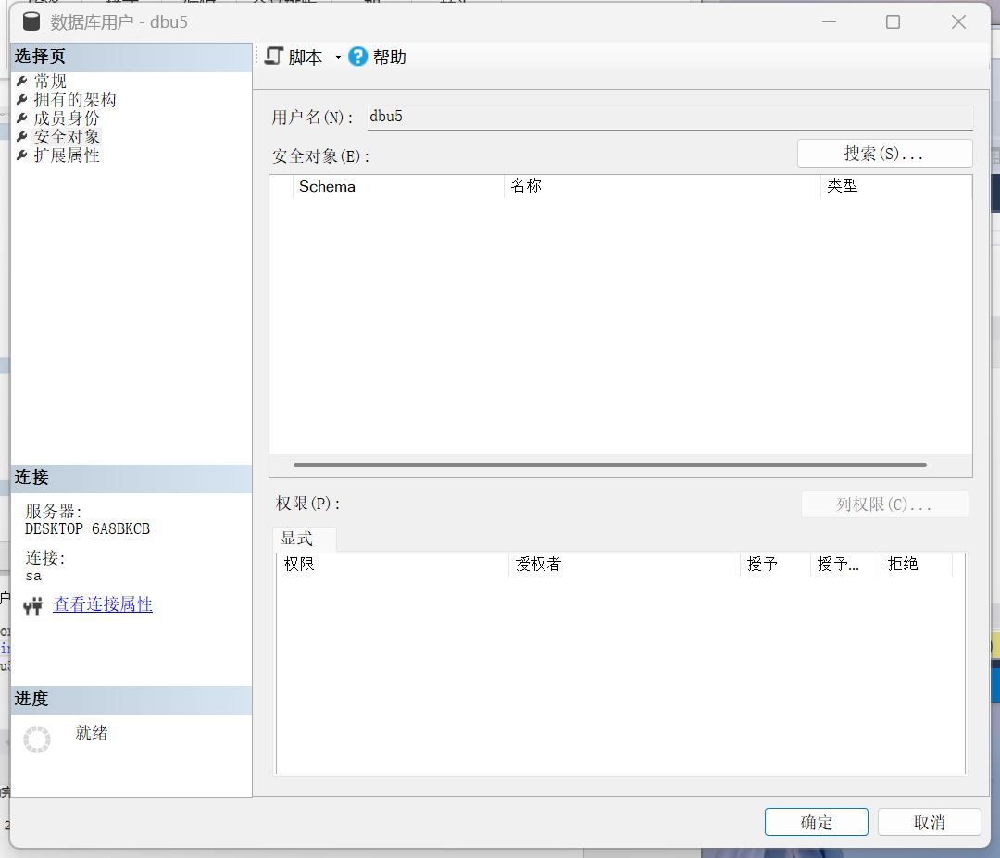 数据库用户 - dbu5
选择页
常规
拥有的架构
成员身份
安全对象
扩展属性
脚本 帮助
用户名(N): dbu5
安全对象(E): 搜索(S)...
Schema 名称 类型
权限(P): 列权限(C)...
显式
权限 授权者 授予 授予... 拒绝
连接
服务器:
DESKTOP-6A8BKCB
连接:
sa
查看连接属性
进度
就绪
确定 取消